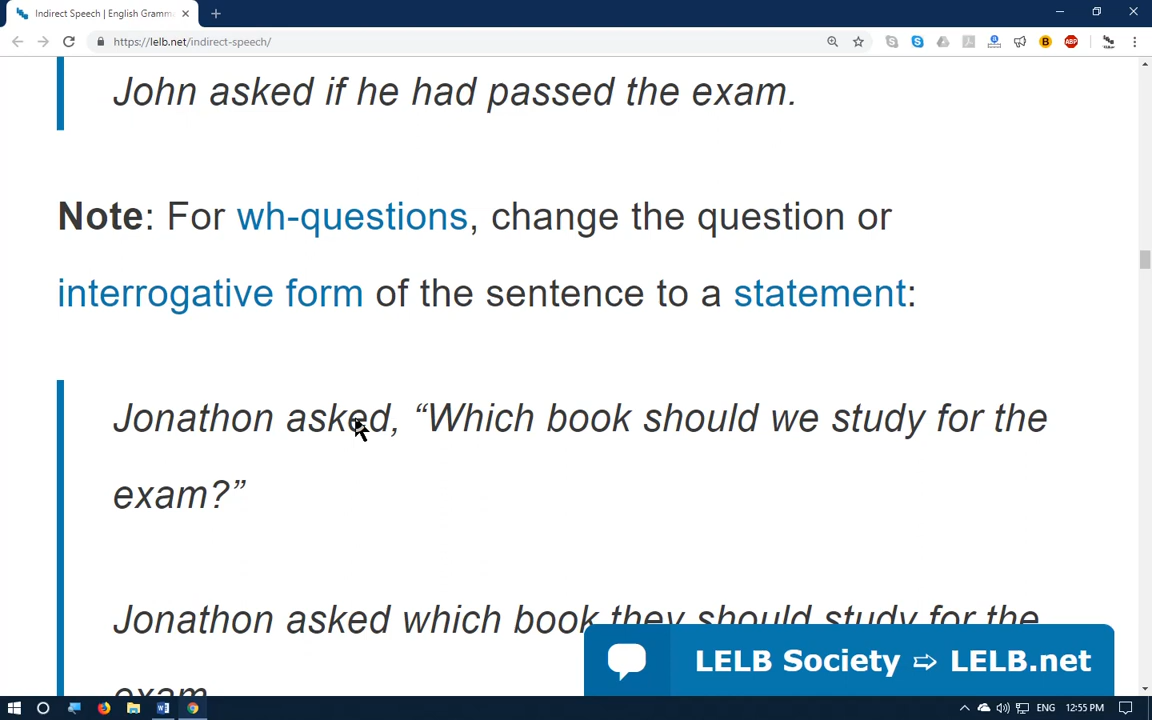 Indirect Speech | English Gramma
https://lelb.net/indirect-speech/
John asked if he had passed the exam.
Note: For wh-questions, change the question or
interrogative form of the sentence to a statement:
Jonathon asked, “Which book should we study for the
exam?”
Jonathon asked which book they should study for the
exam
LELB Society ⇨ LELB.net
ENG 12:55 PM